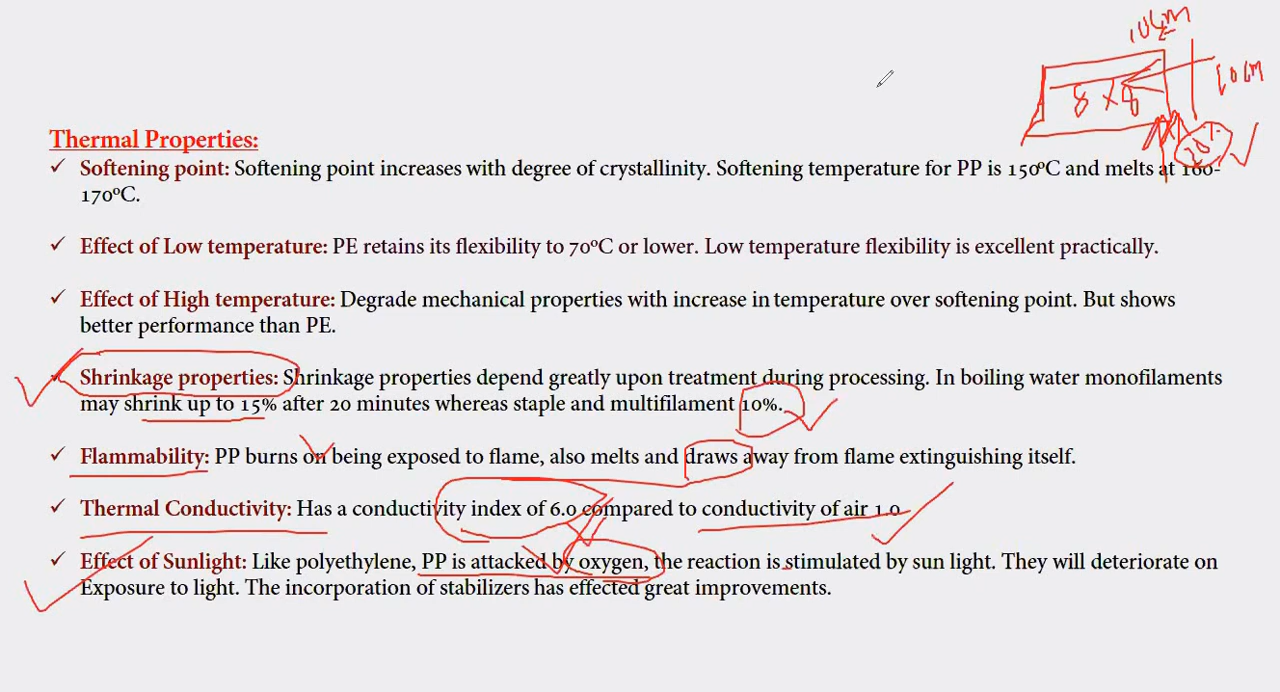 10cm
10cm
8 x 8
Thermal Properties:
✓ Softening point: Softening point increases with degree of crystallinity. Softening temperature for PP is 150ºC and melts at 160-
170ºC.
✓ Effect of Low temperature: PE retains its flexibility to 70ºC or lower. Low temperature flexibility is excellent practically.
✓ Effect of High temperature: Degrade mechanical properties with increase in temperature over softening point. But shows
better performance than PE.
✓ Shrinkage properties: Shrinkage properties depend greatly upon treatment during processing. In boiling water monofilaments
may shrink up to 15% after 20 minutes whereas staple and multifilament 10%.
✓ Flammability: PP burns on being exposed to flame, also melts and draws away from flame extinguishing itself.
✓ Thermal Conductivity: Has a conductivity index of 6.0 compared to conductivity of air 1.0
✓ Effect of Sunlight: Like polyethylene, PP is attacked by oxygen, the reaction is stimulated by sun light. They will deteriorate on
Exposure to light. The incorporation of stabilizers has effected great improvements.